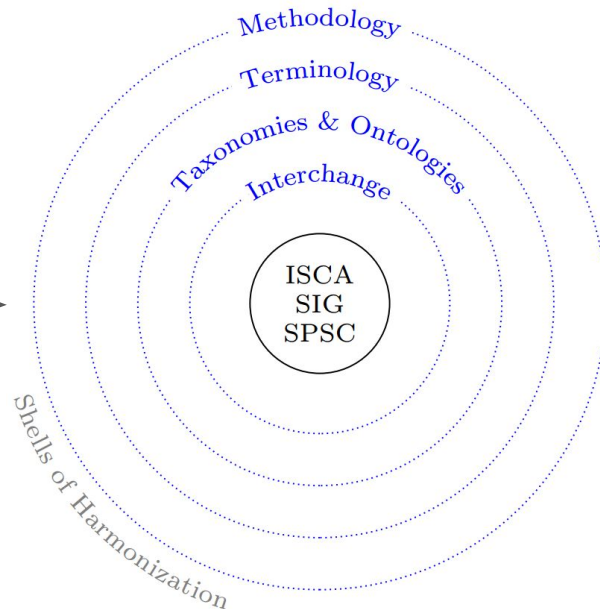 Methodology
Terminology
Taxonomies & Ontologies
Interchange
ISCA
SIG
SPSC
Shells of Harmonization